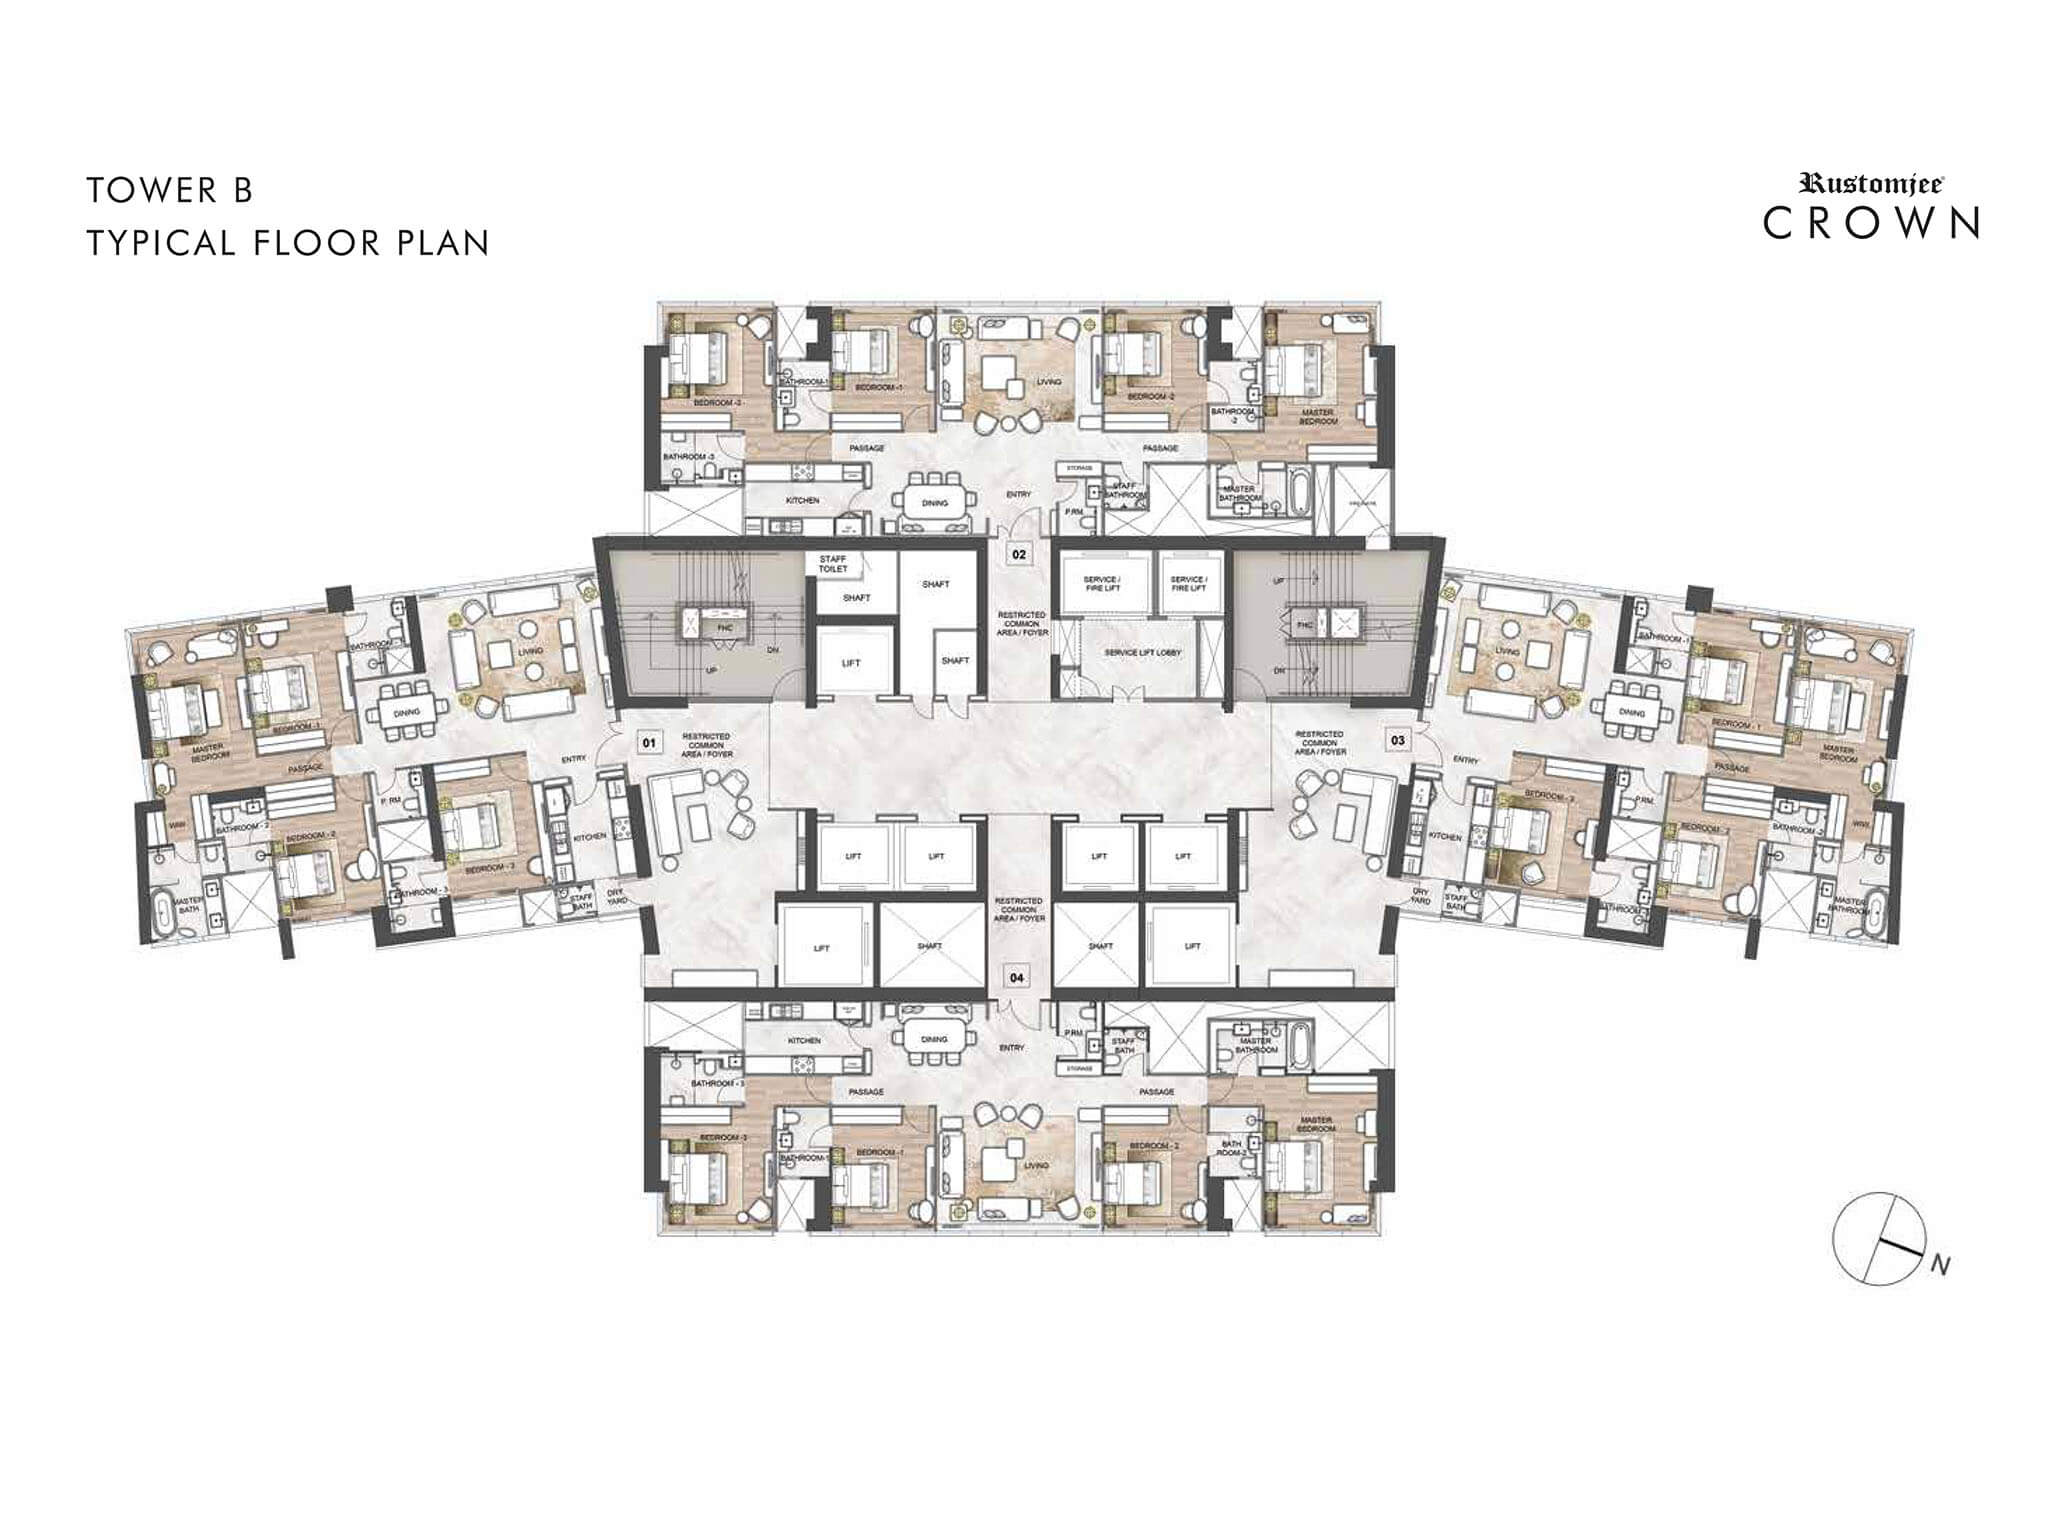 TOWER B
TYPICAL FLOOR PLAN
Rustomjee
CROWN
BEDROOM -3
BATHROOM-1
BEDROOM -1
LIVING
BEDROOM -2
BATHROOM
-2
MASTER
BEDROOM
PASSAGE
PASSAGE
BATHROOM -3
KITCHEN
DINING
ENTRY
STORAGE
P.RM.
STAFF
BATHROOM
MASTER
BATHROOM
02
STAFF
TOILET
SHAFT
SHAFT
SHAFT
LIFT
FHC
UP
DN
RESTRICTED
COMMON
AREA / FOYER
SERVICE /
FIRE LIFT
SERVICE /
FIRE LIFT
SERVICE LIFT LOBBY
UP
FHC
DN
BATHROOM -1
LIVING
DINING
BEDROOM -1
MASTER
BEDROOM
PASSAGE
ENTRY
01
RESTRICTED
COMMON
AREA / FOYER
P. RM
WIW
BATHROOM - 2
BEDROOM -2
BEDROOM - 3
KITCHEN
MASTER
BATH
BATHROOM - 3
STAFF
BATH
DRY
YARD
RESTRICTED
COMMON
AREA / FOYER
03
LIVING
BATHROOM -1
DINING
BEDROOM - 1
MASTER
BEDROOM
ENTRY
PASSAGE
BEDROOM - 3
P.RM.
KITCHEN
BEDROOM - 2
BATHROOM -2
WIW
DRY
YARD
STAFF
BATH
BATHROOM -3
MASTER
BATHROOM
LIFT
LIFT
LIFT
LIFT
RESTRICTED
COMMON
AREA / FOYER
LIFT
SHAFT
SHAFT
LIFT
04
KITCHEN
DINING
ENTRY
P.RM.
STORAGE
STAFF
BATH
MASTER
BATHROOM
BATHROOM - 3
PASSAGE
PASSAGE
BEDROOM -3
BATHROOM-1
BEDROOM -1
LIVING
BEDROOM - 2
BATH
ROOM-2
MASTER
BEDROOM
N